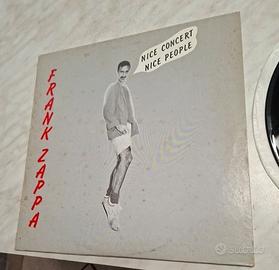 NICE CONCERT
NICE PEOPLE
FRANK ZAPPA
Subito